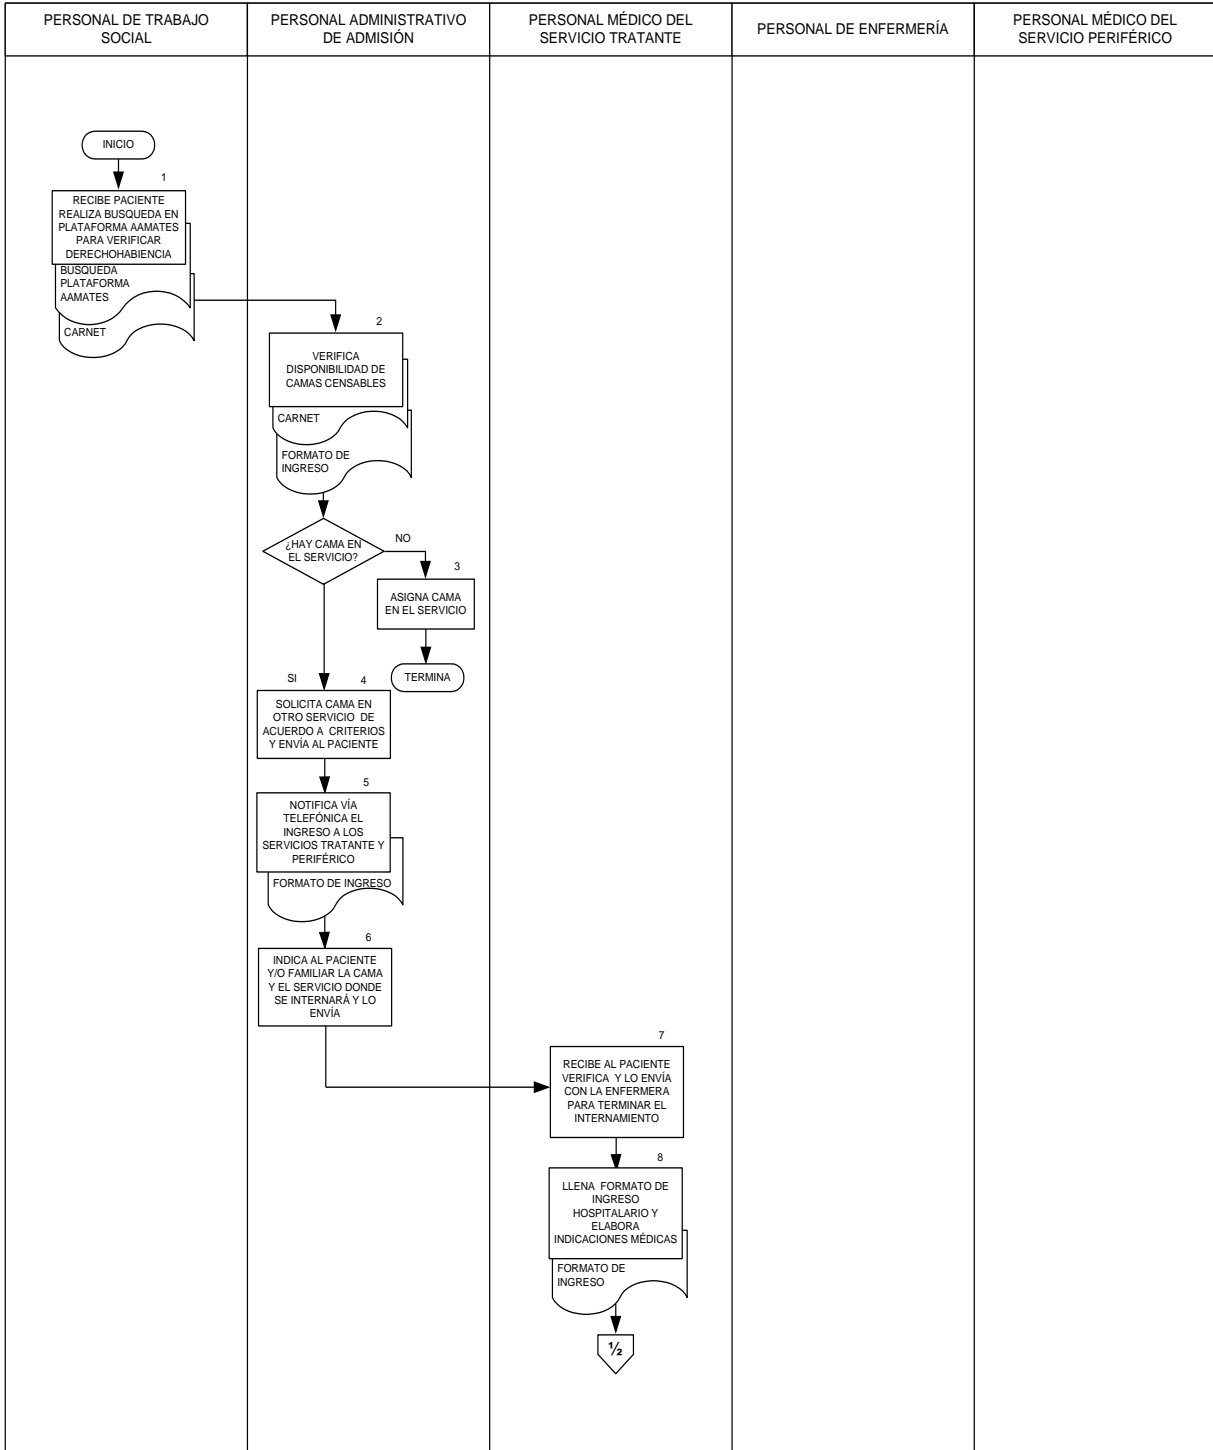 PERSONAL DE TRABAJO
SOCIAL
PERSONAL ADMINISTRATIVO
DE ADMISIÓN
PERSONAL MÉDICO DEL
SERVICIO TRATANTE
PERSONAL DE ENFERMERÍA
PERSONAL MÉDICO DEL
SERVICIO PERIFÉRICO
INICIO
1
RECIBE PACIENTE
REALIZA BUSQUEDA EN
PLATAFORMA AAMATES
PARA VERIFICAR
DERECHOHABIENCIA
BUSQUEDA
PLATAFORMA
AAMATES
CARNET
2
VERIFICA
DISPONIBILIDAD DE
CAMAS CENSABLES
CARNET
FORMATO DE
INGRESO
¿HAY CAMA EN
EL SERVICIO?
NO
3
ASIGNA CAMA
EN EL SERVICIO
TERMINA
SI
4
SOLICITA CAMA EN
OTRO SERVICIO DE
ACUERDO A CRITERIOS
Y ENVÍA AL PACIENTE
5
NOTIFICA VÍA
TELEFÓNICA EL
INGRESO A LOS
SERVICIOS TRATANTE Y
PERIFÉRICO
FORMATO DE INGRESO
6
INDICA AL PACIENTE
Y/O FAMILIAR LA CAMA
Y EL SERVICIO DONDE
SE INTERNARÁ Y LO
ENVÍA
7
RECIBE AL PACIENTE
VERIFICA Y LO ENVÍA
CON LA ENFERMERA
PARA TERMINAR EL
INTERNAMIENTO
8
LLENA FORMATO DE
INGRESO
HOSPITALARIO Y
ELABORA
INDICACIONES MÉDICAS
FORMATO DE
INGRESO
½